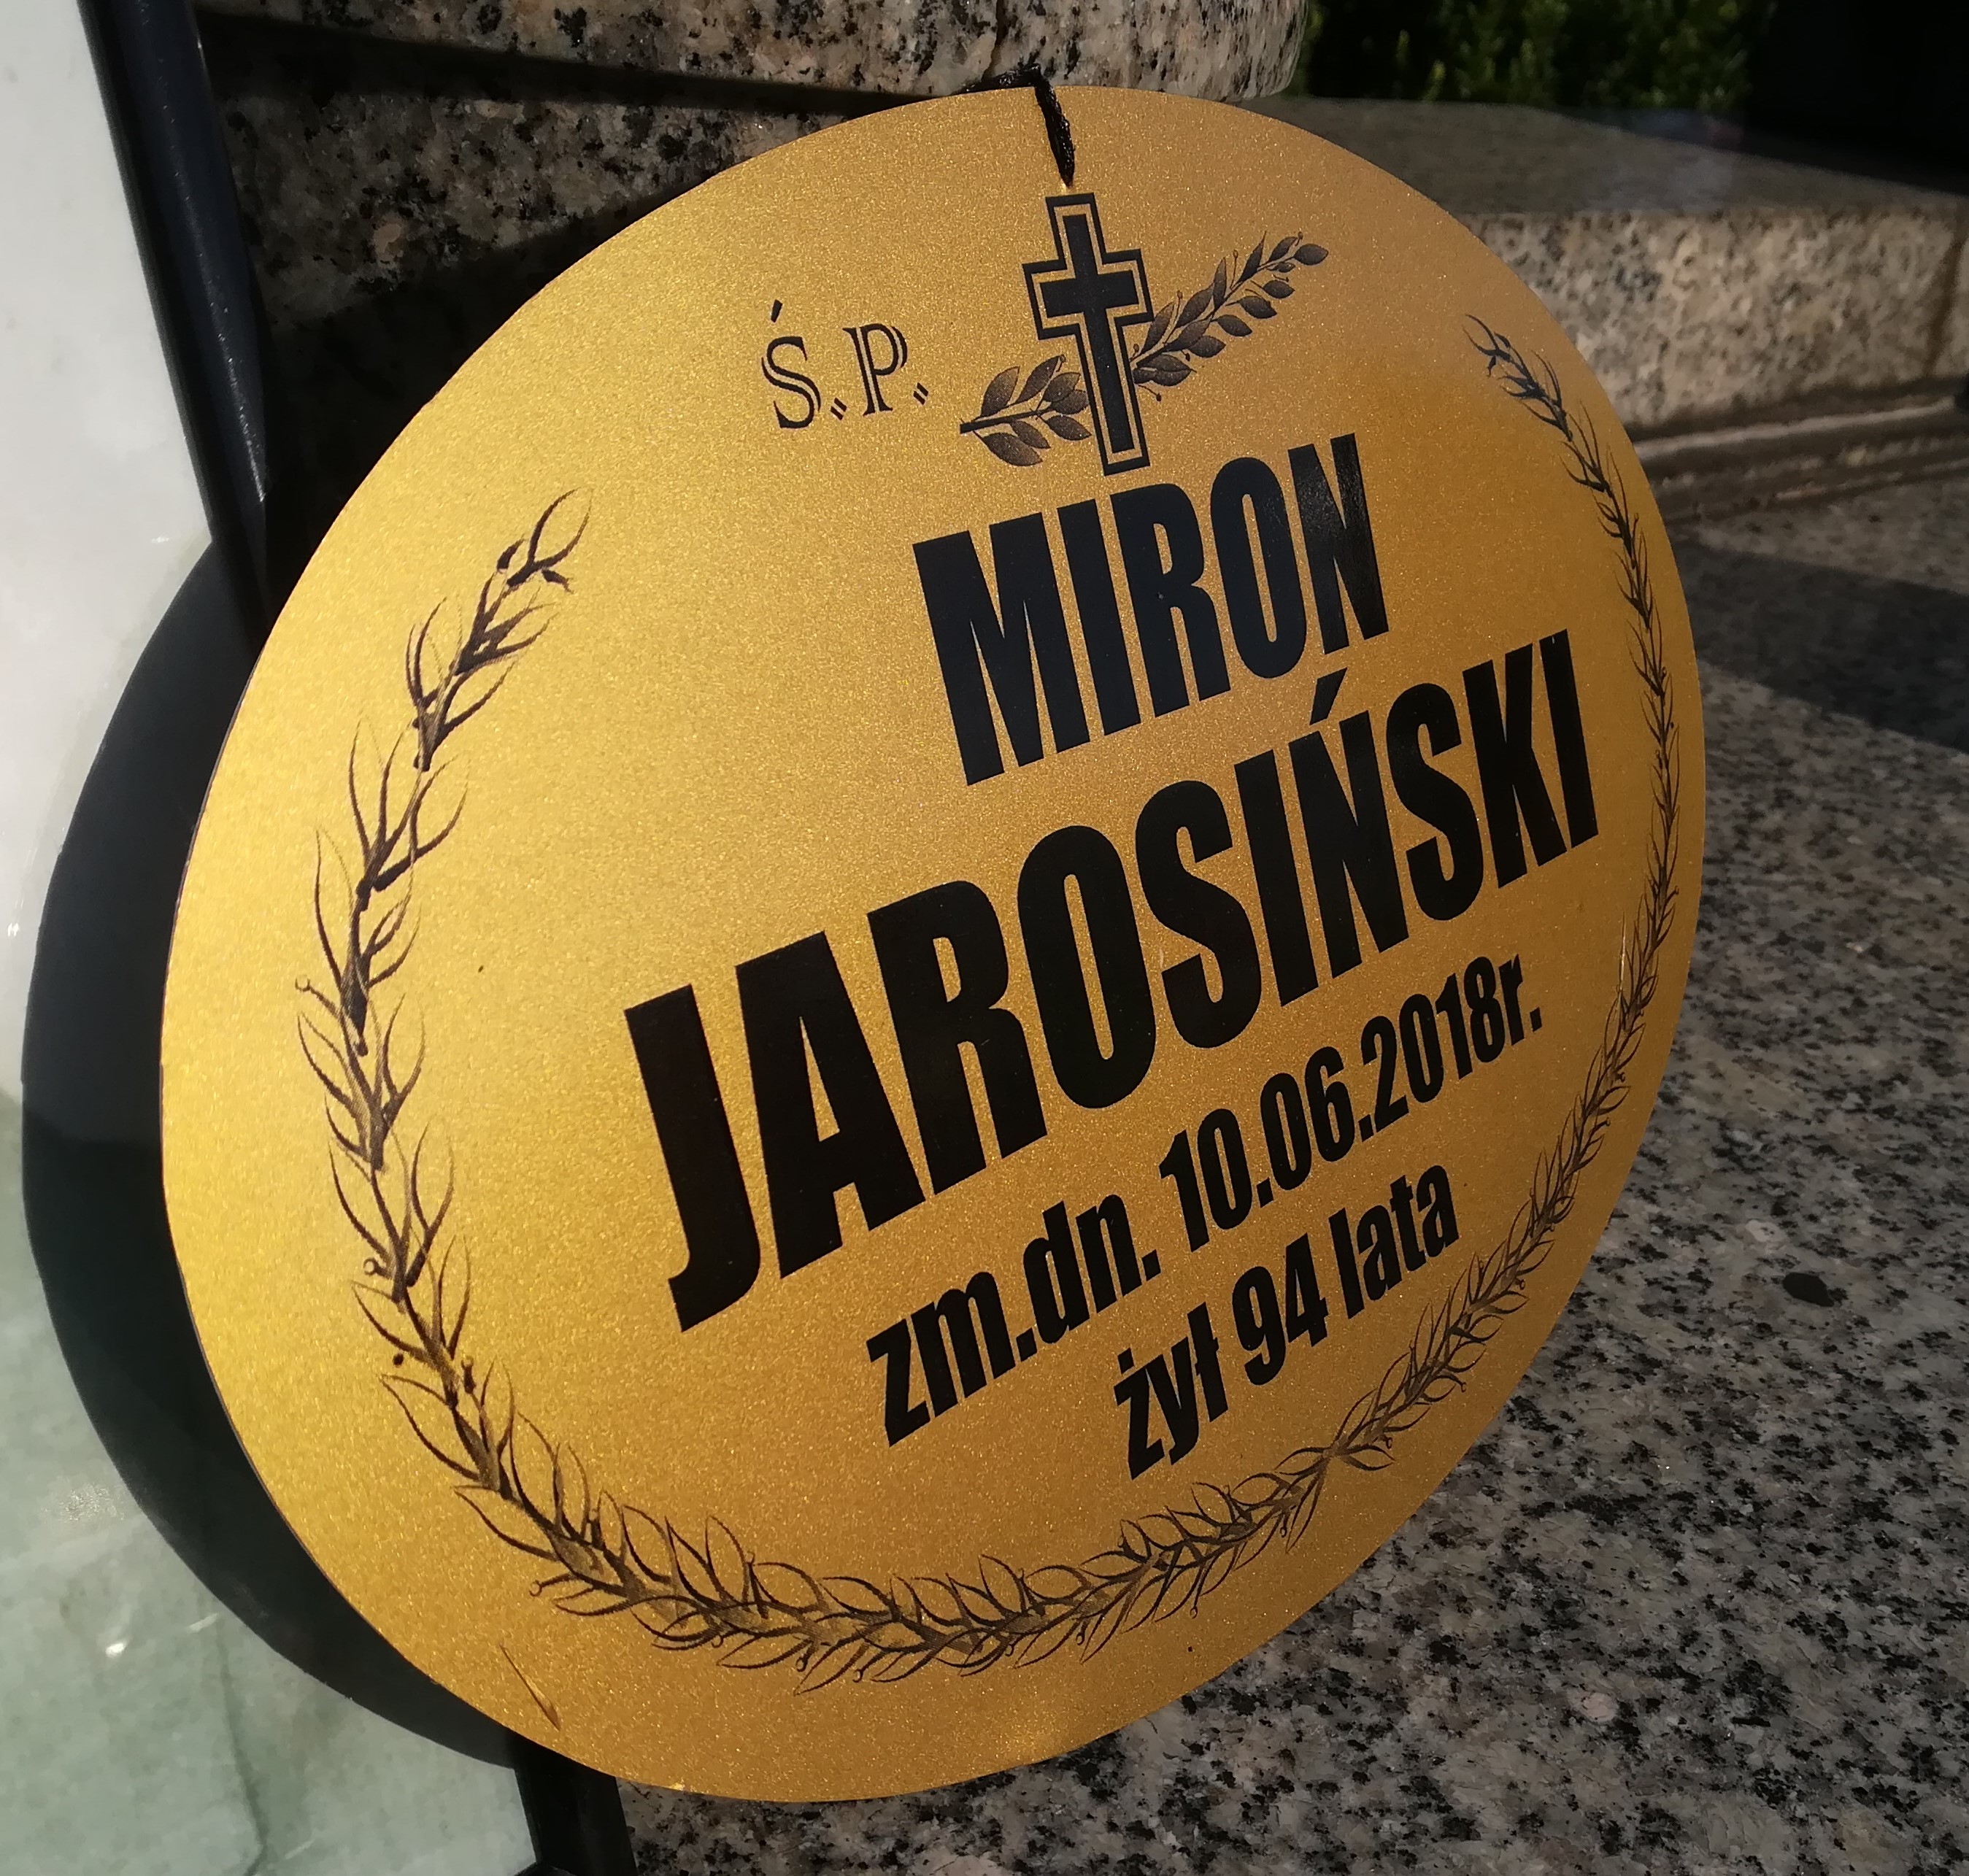 Ś.P.
MIRON
JAROSIŃSKI
zm.dn. 10.06.2018r.
żył 94 lata